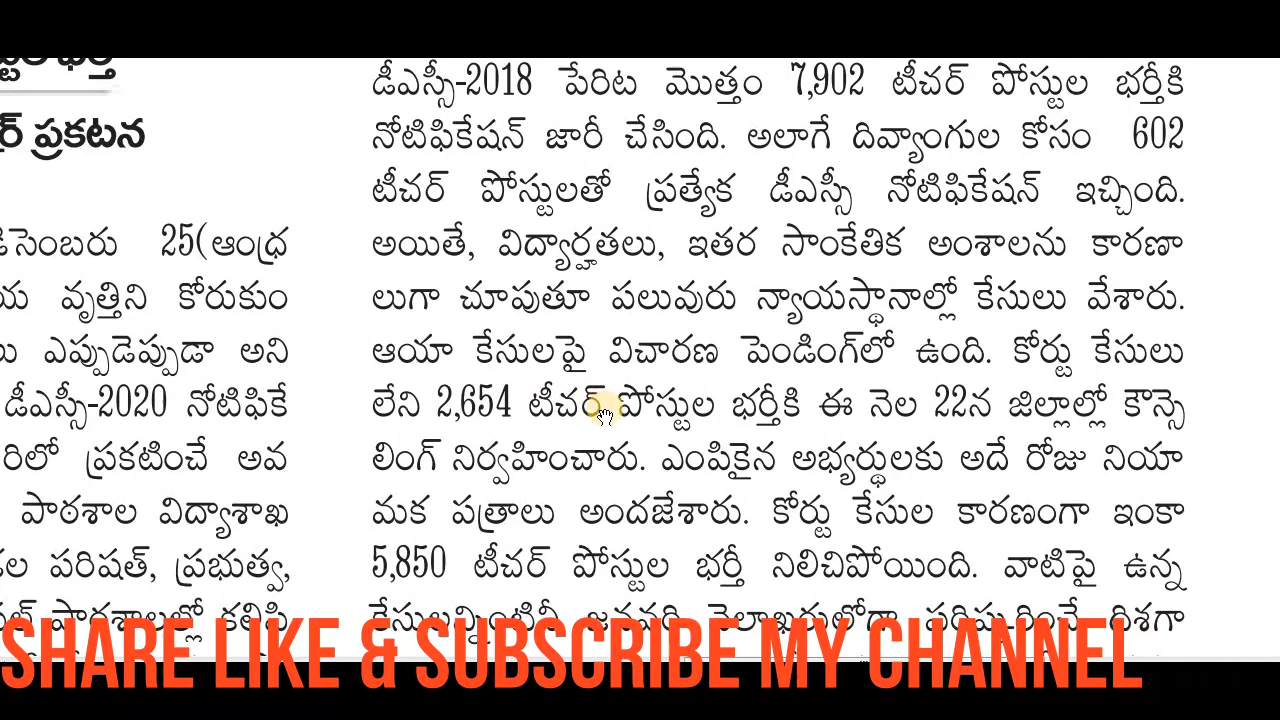 ర్ ప్రకటన
డిసెంబరు 25(ఆంధ్ర
య వృత్తిని కోరుకుం
ఎప్పుడెప్పుడా అని
డీఎస్సీ-2020 నోటిఫికే
రిలో ప్రకటించే అవ
పాఠశాల విద్యాశాఖ
పరిషత్, ప్రభుత్వ,
డీఎస్సీ-2018 పేరిట మొత్తం 7,902 టీచర్ పోస్టుల భర్తీకి
నోటిఫికేషన్ జారీ చేసింది. అలాగే దివ్యాంగుల కోసం 602
టీచర్ పోస్టులతో ప్రత్యేక డీఎస్సీ నోటిఫికేషన్ ఇచ్చింది.
అయితే, విద్యార్హతలు, ఇతర సాంకేతిక అంశాలను కారణా
లుగా చూపుతూ పలువురు న్యాయస్థానాల్లో కేసులు వేశారు.
ఆయా కేసులపై విచారణ పెండింగ్‌లో ఉంది. కోర్టు కేసులు
లేని 2,654 టీచర్ పోస్టుల భర్తీకి ఈ నెల 22న జిల్లాల్లో కౌన్సె
లింగ్ నిర్వహించారు. ఎంపికైన అభ్యర్థులకు అదే రోజు నియా
మక పత్రాలు అందజేశారు. కోర్టు కేసుల కారణంగా ఇంకా
5,850 టీచర్ పోస్టుల భర్తీ నిలిచిపోయింది. వాటిపై ఉన్న
SHARE LIKE & SUBSCRIBE MY CHANNEL